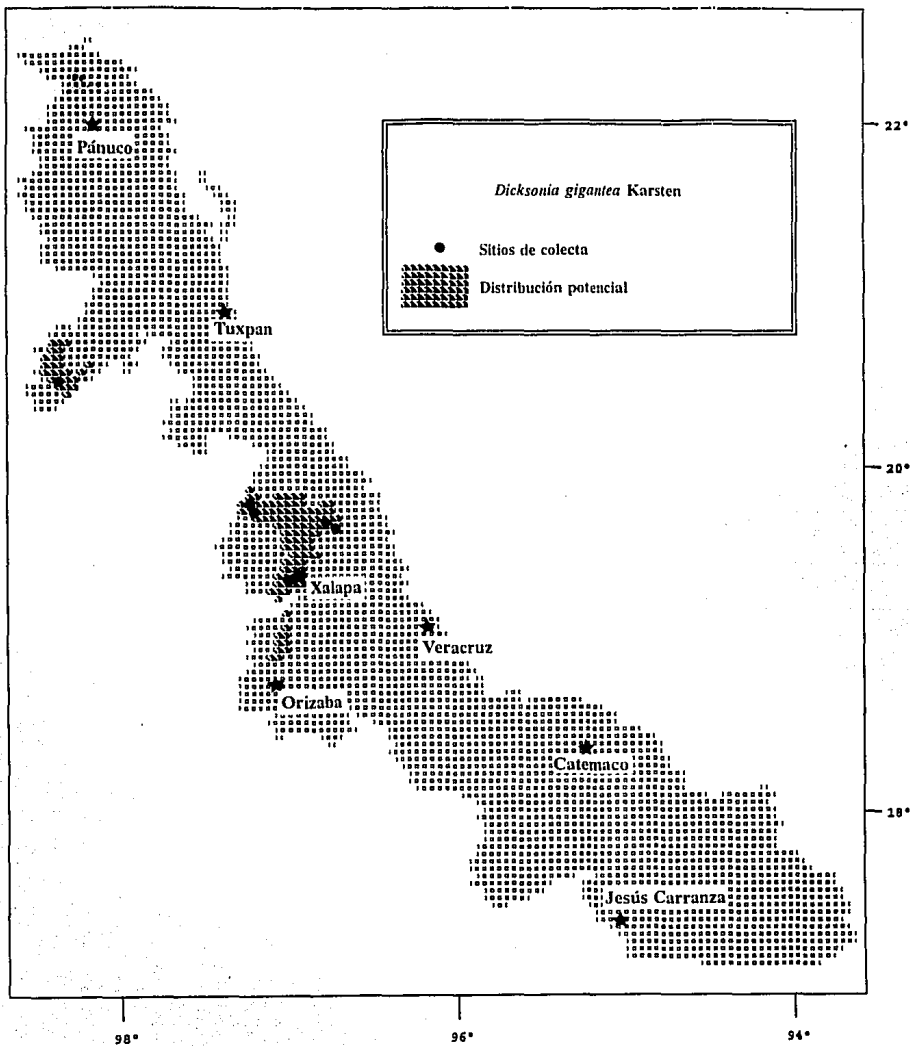 22°
Pánuco
Dicksonia gigantea Karsten
Sitios de colecta
Distribución potencial
Tuxpan
20°
Xalapa
Veracruz
Orizaba
Catemaco
18°
Jesús Carranza
98°
96°
94°